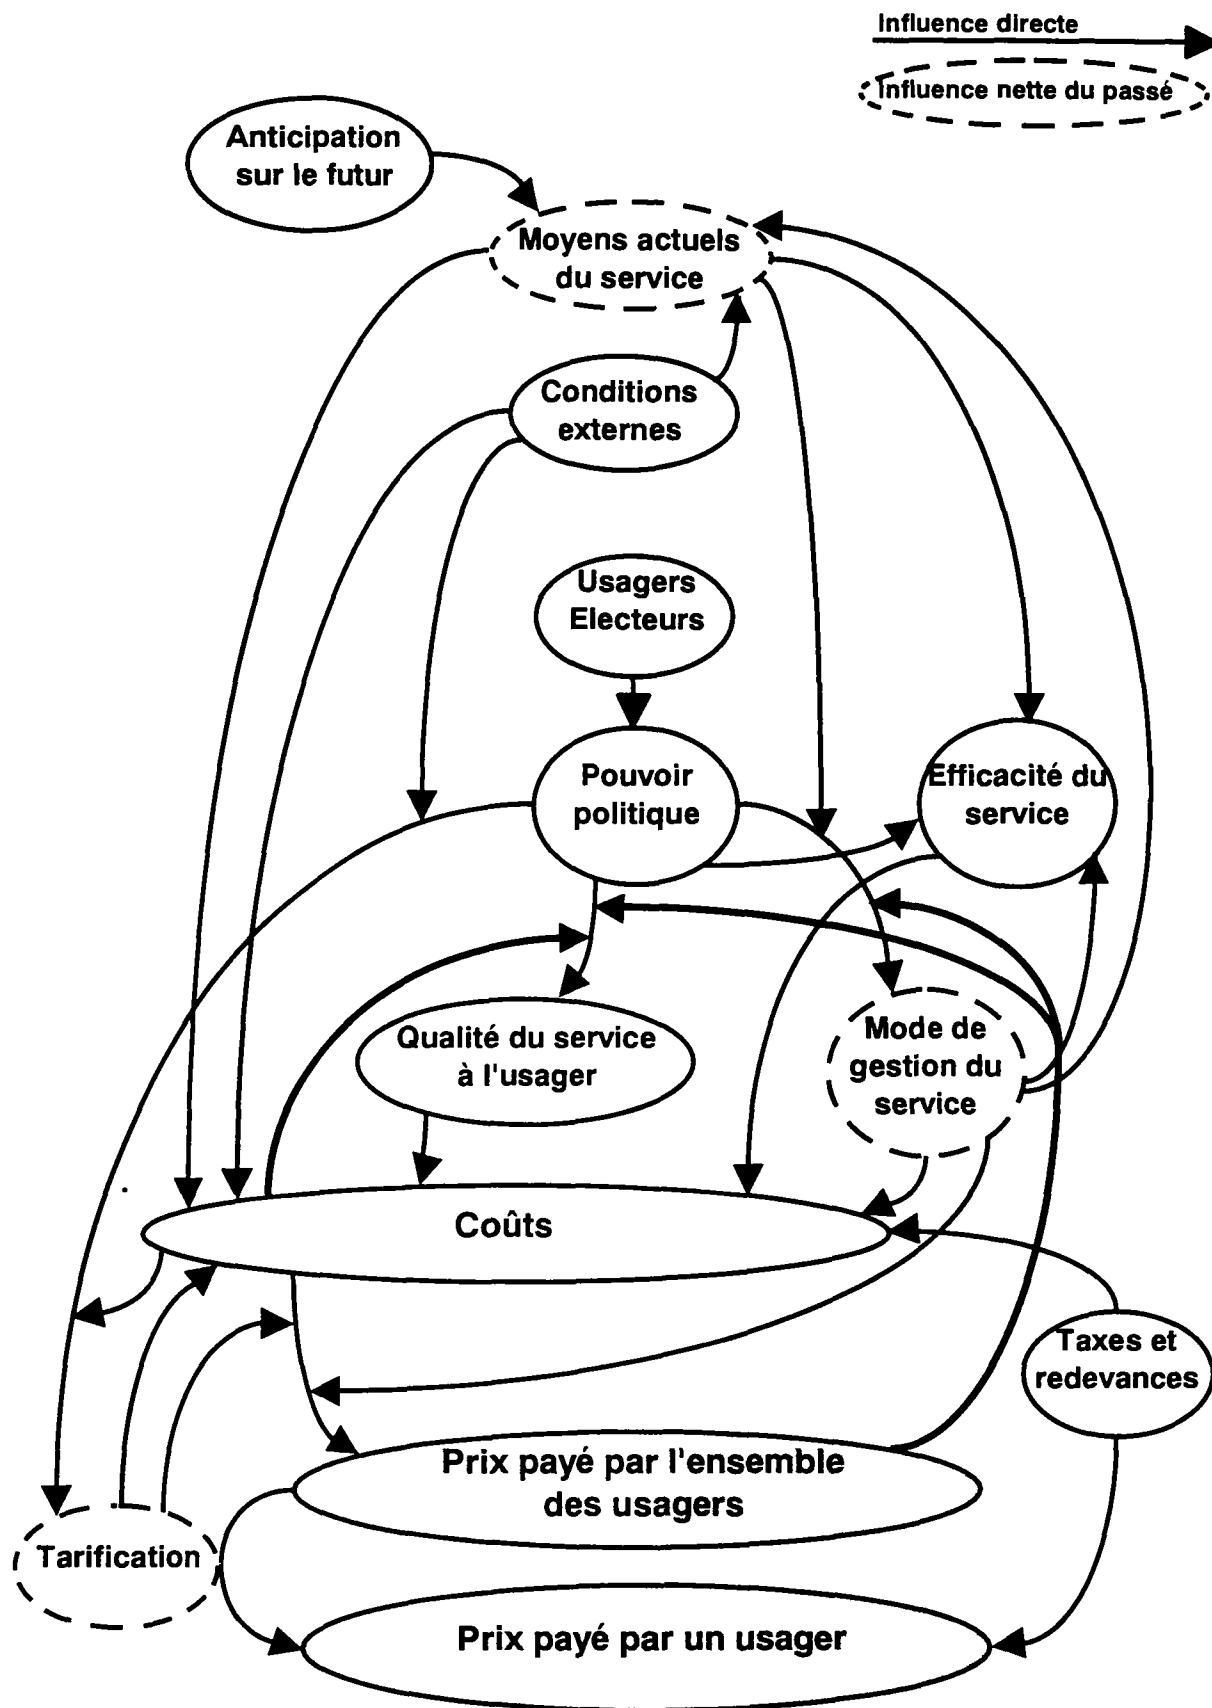 Influence directe
Influence nette du passé
Anticipation
sur le futur
Moyens actuels
du service
Conditions
externes
Usagers
Electeurs
Pouvoir
politique
Efficacité du
service
Qualité du service
à l'usager
Mode de
gestion du
service
Coûts
Taxes et
redevances
Prix payé par l'ensemble
des usagers
Tarification
Prix payé par un usager